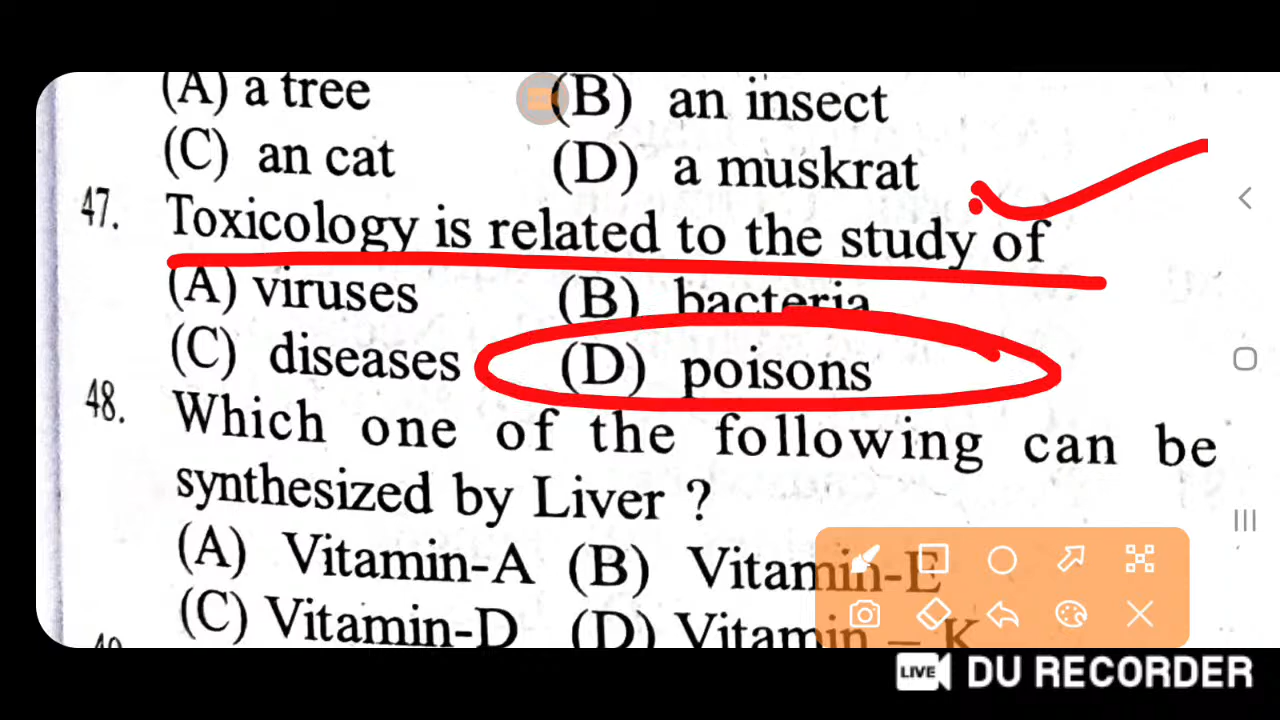 (A) a tree (B) an insect
(C) an cat (D) a muskrat
47. Toxicology is related to the study of
(A) viruses (B) bacteria
(C) diseases (D) poisons
48. Which one of the following can be
synthesized by Liver ?
(A) Vitamin-A (B) Vitamin-E
(C) Vitamin-D (D) Vitamin – K
LIVE DU RECORDER